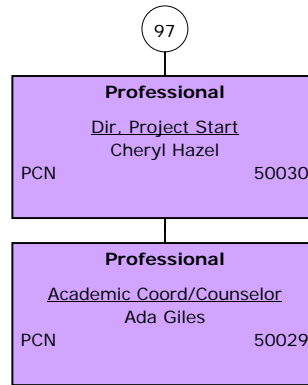 97
Professional
Dir, Project Start
Cheryl Hazel
PCN 50030
Professional
Academic Coord/Counselor
Ada Giles
PCN 50029